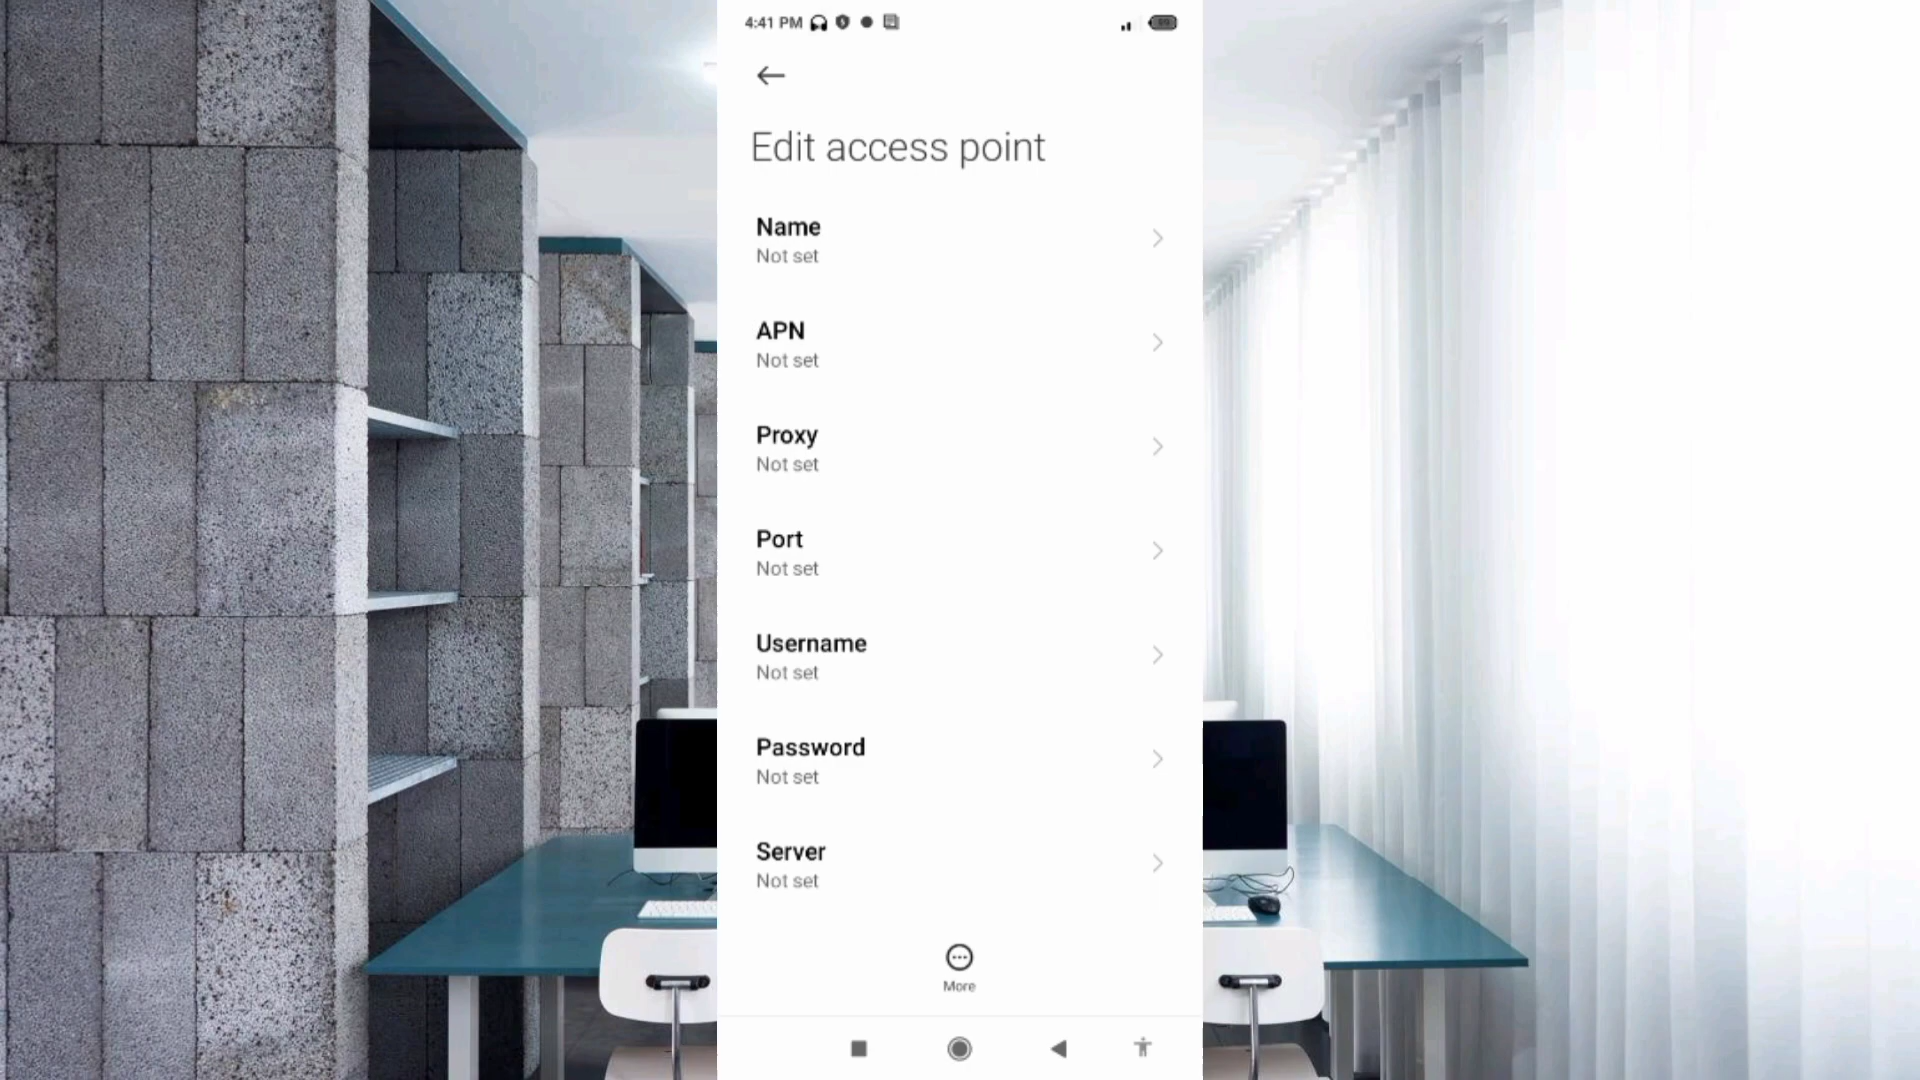 4:41 PM
Edit access point
Name
Not set
APN
Not set
Proxy
Not set
Port
Not set
Username
Not set
Password
Not set
Server
Not set
More